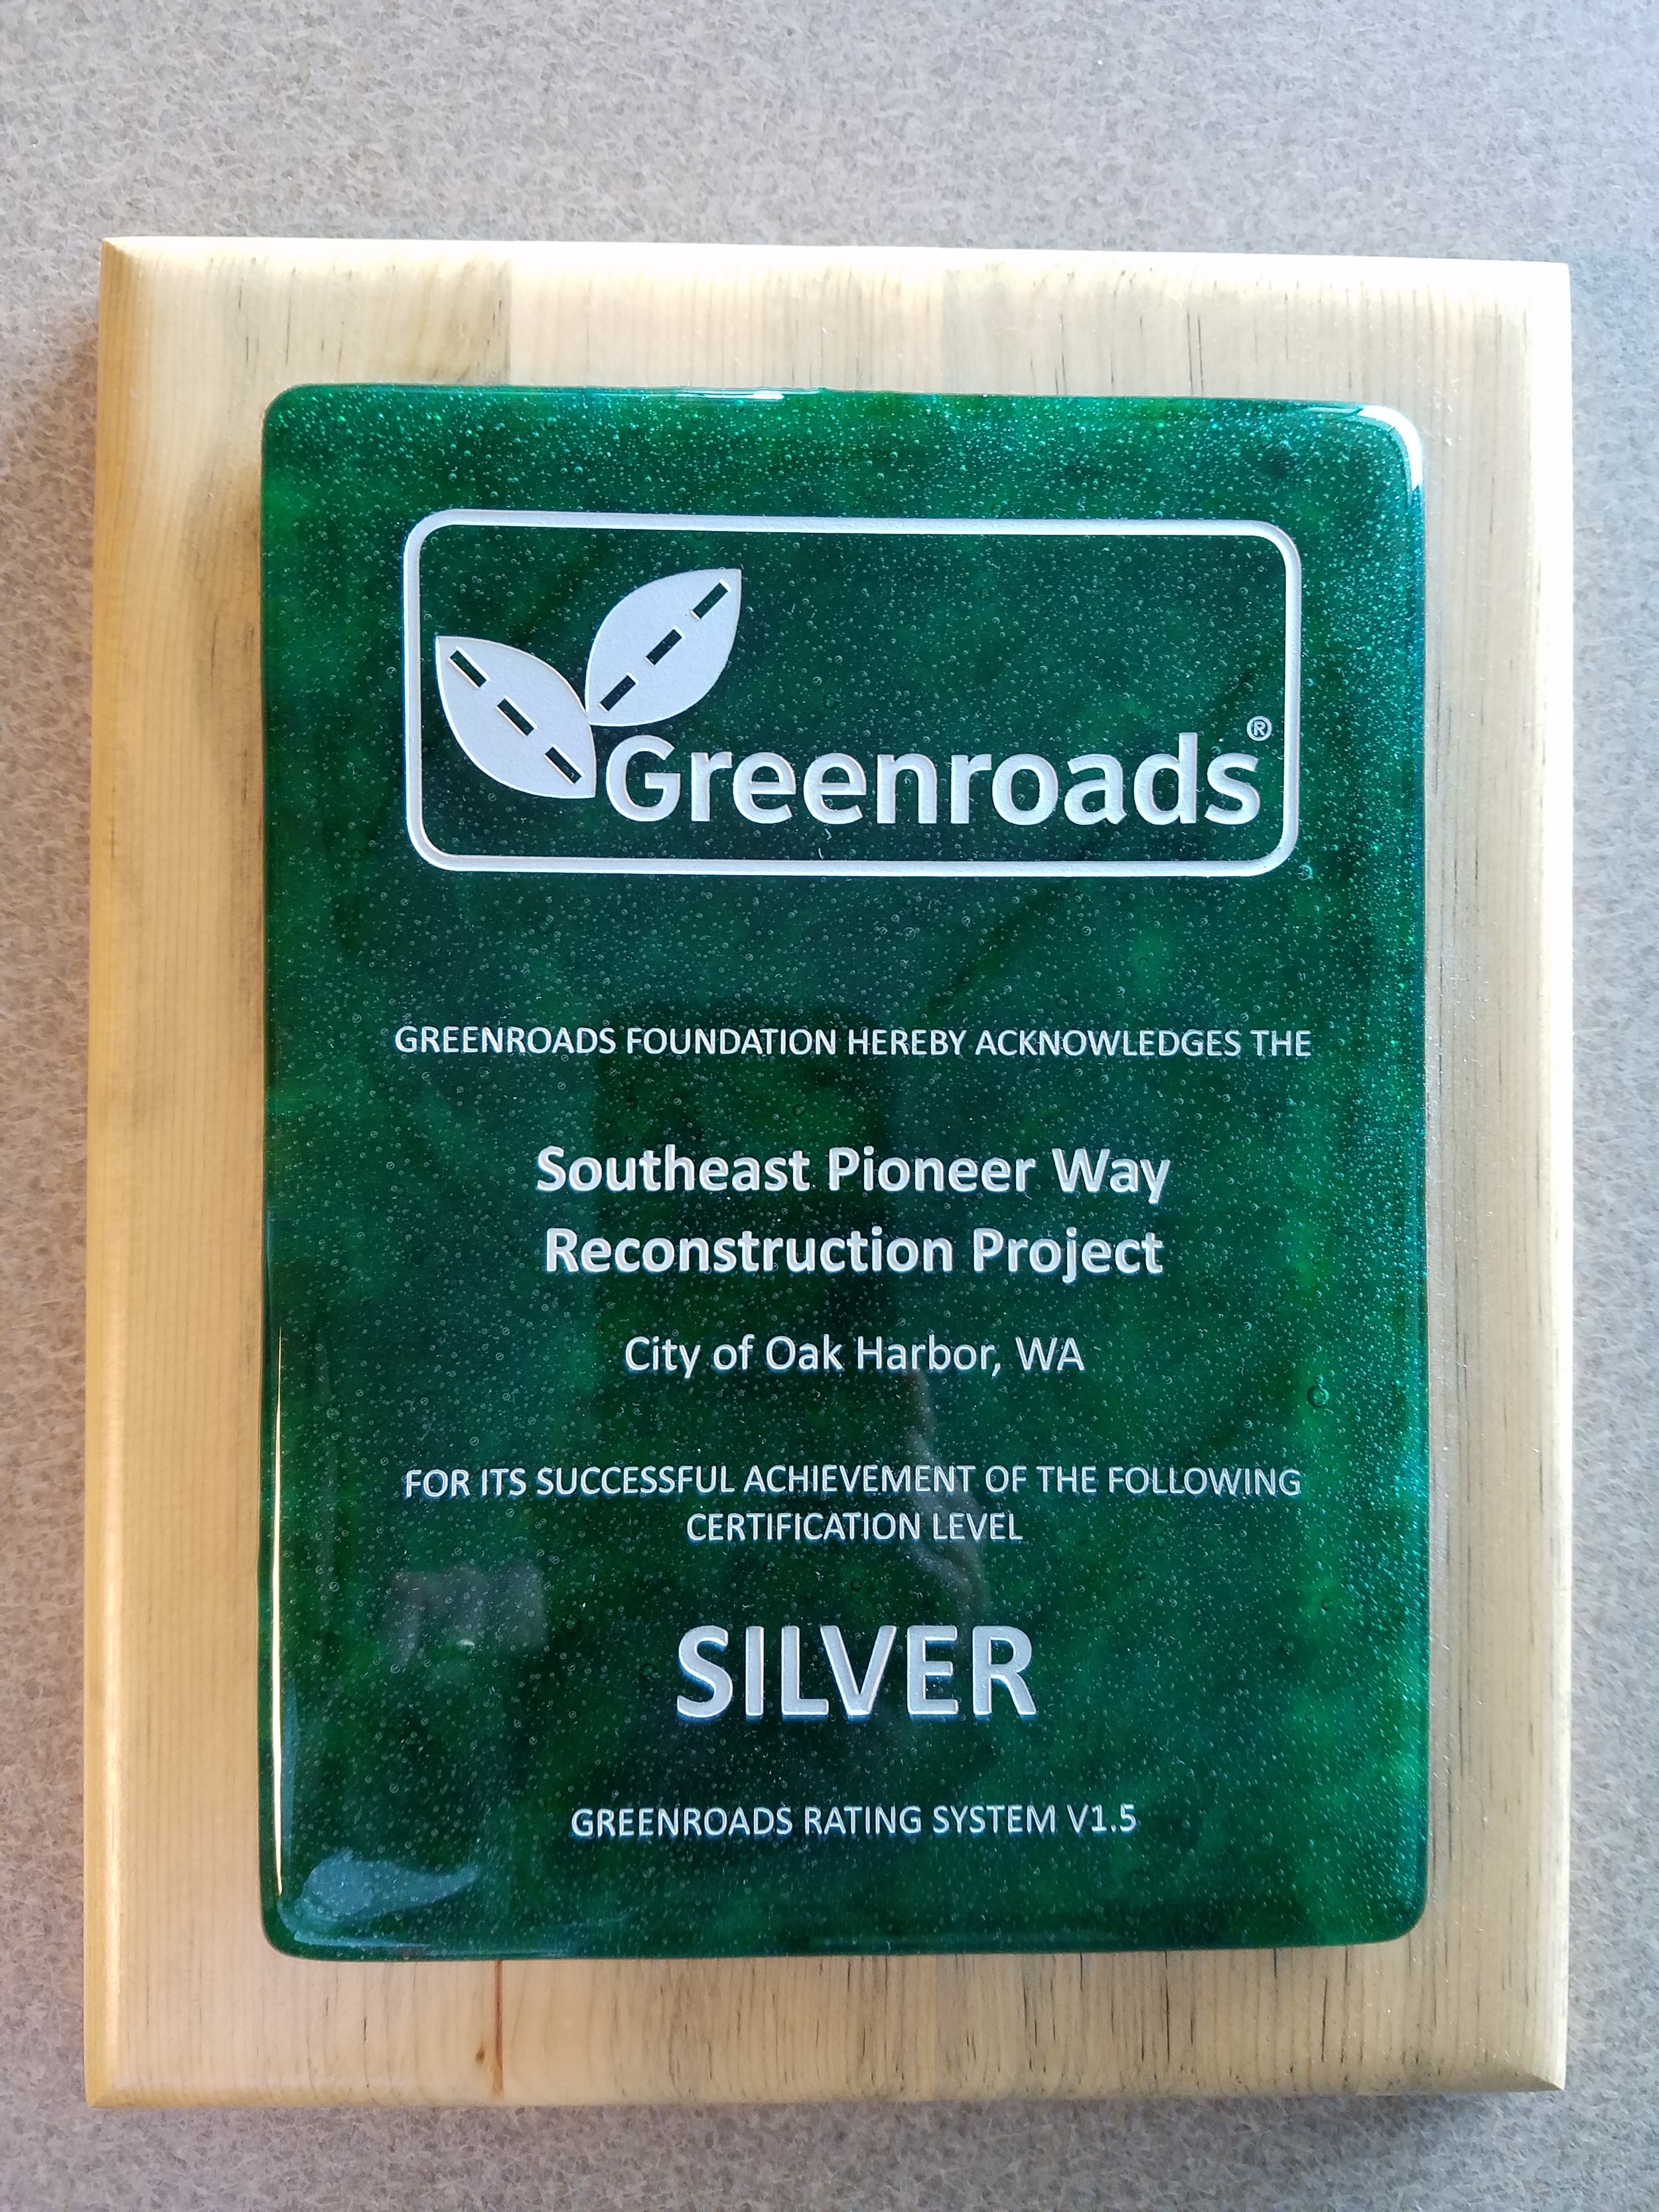 Greenroads®
GREENROADS FOUNDATION HEREBY ACKNOWLEDGES THE
Southeast Pioneer Way
Reconstruction Project
City of Oak Harbor, WA
FOR ITS SUCCESSFUL ACHIEVEMENT OF THE FOLLOWING
CERTIFICATION LEVEL
SILVER
GREENROADS RATING SYSTEM V1.5